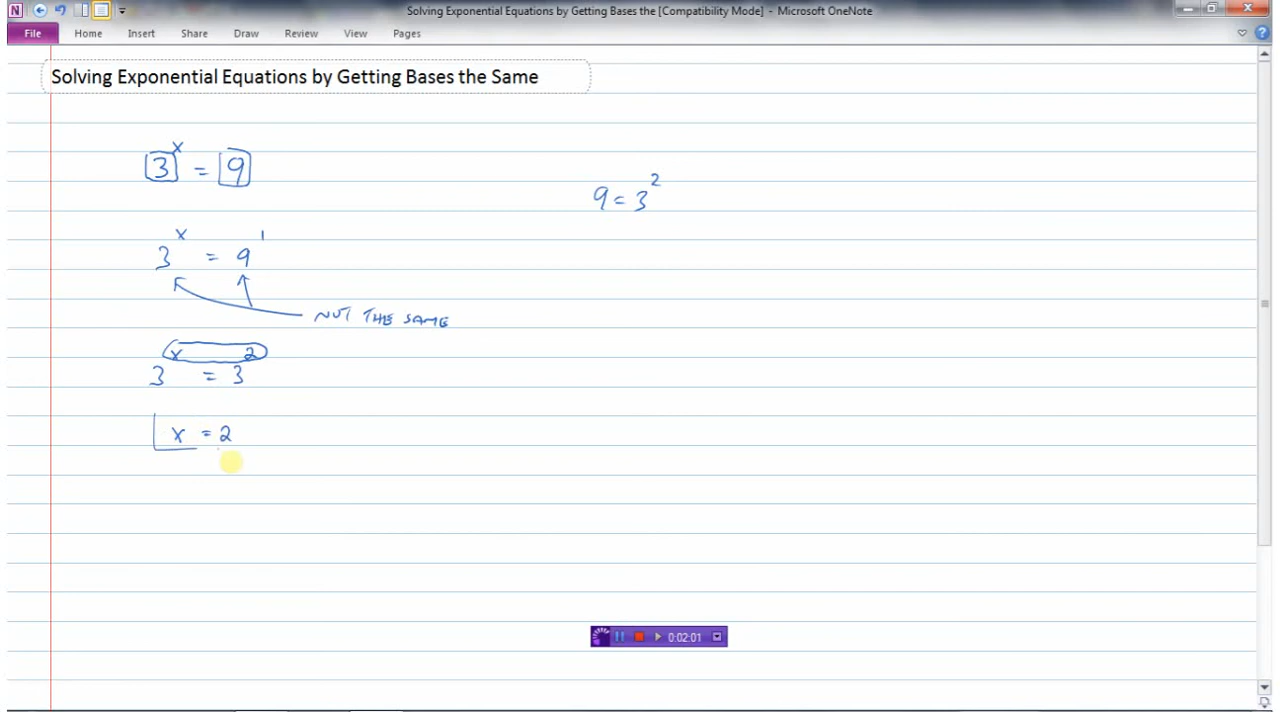 Solving Exponential Equations by Getting Bases the [Compatibility Mode] - Microsoft OneNote
File Home Insert Share Draw Review View Pages
Solving Exponential Equations by Getting Bases the Same
3^x = 9
9 = 3^2
3^x = 9^1
NOT THE SAME
3^x = 3^2
x = 2
0:02:01